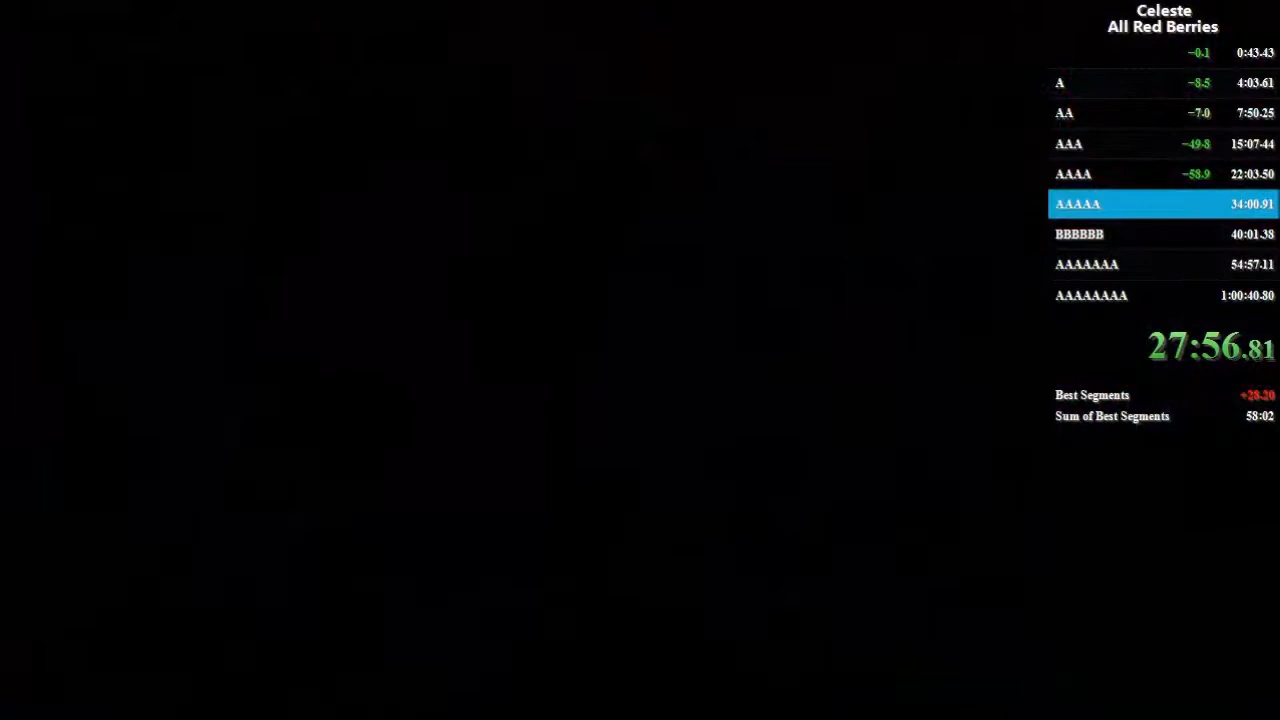 Celeste
All Red Berries
−0.1 0:43.43
A −8.5 4:03.61
AA −7.0 7:50.25
AAA −49.8 15:07.44
AAAA −58.9 22:03.50
AAAAA 34:00.91
BBBBBB 40:01.38
AAAAAAA 54:57.11
AAAAAAAA 1:00:40.80
27:56.81
Best Segments +28.20
Sum of Best Segments 58:02